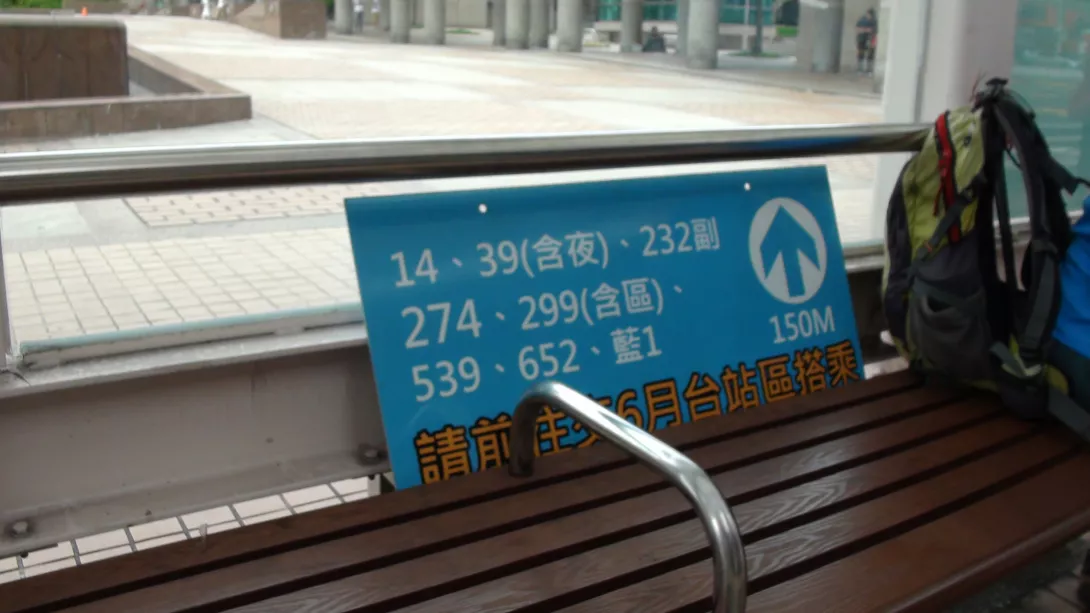 14、39(含夜)、232副
274、299(含區)、
539、652、藍1
150M
請前往 6月台站區搭乘